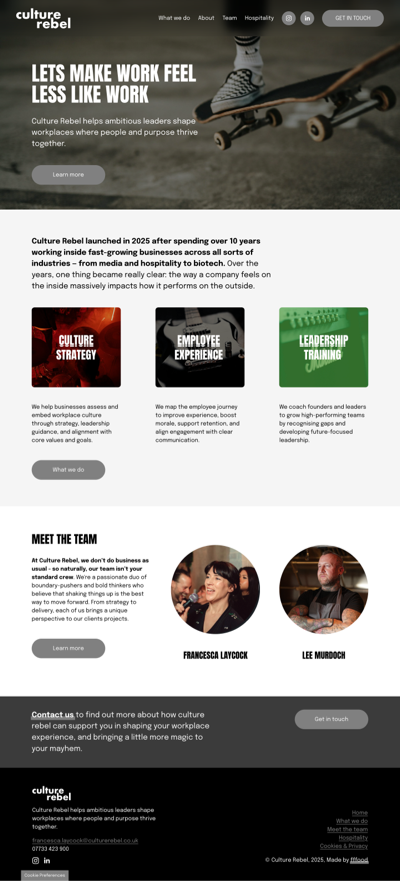 culture
rebel
What we do About Team Hospitality GET IN TOUCH
LETS MAKE WORK FEEL
LESS LIKE WORK
Culture Rebel helps ambitious leaders shape
workplaces where people and purpose thrive
together.
Learn more
Culture Rebel launched in 2025 after spending over 10 years
working inside fast-growing businesses across all sorts of
industries – from media and hospitality to biotech. Over the
years, one thing became really clear: the way a company feels on
the inside massively impacts how it performs on the outside.
CULTURE
STRATEGY
EMPLOYEE
EXPERIENCE
LEADERSHIP
TRAINING
We help businesses assess and
embed workplace culture
through strategy, leadership
guidance, and alignment with
core values and goals.
We map the employee journey
to improve experience, boost
morale, support retention, and
align engagement with clear
communication.
We coach founders and leaders
to grow high-performing teams
by recognising gaps and
developing future-focused
leadership.
What we do
MEET THE TEAM
At Culture Rebel, we don't do business as
usual – so naturally, our team isn't your
standard crew. We're a passionate duo of
boundary-pushers and bold thinkers who
believe that shaking things up is the best
way to move forward. From strategy to
delivery, each of us brings a unique
perspective to our clients projects.
Learn more
FRANCESCA LAYCOCK
LEE MURDOCH
Contact us to find out more about how culture
rebel can support you in shaping your workplace
experience, and bringing a little more magic to
your mayhem.
Get in touch
culture
rebel
Culture Rebel helps ambitious leaders shape
workplaces where people and purpose thrive
together.
francesca.laycock@culturerebel.co.uk
07733 423 900
Home
What we do
Meet the team
Hospitality
Cookies & Privacy
© Culture Rebel, 2025, Made by ffffood
Cookie Preferences